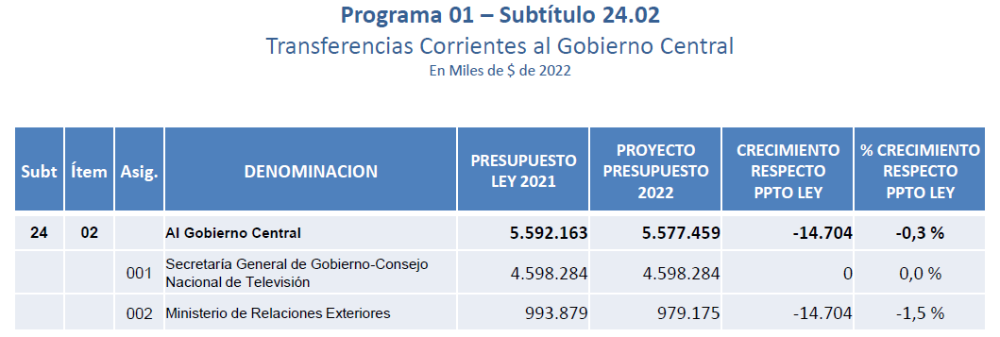 Programa 01 – Subtítulo 24.02
Transferencias Corrientes al Gobierno Central
En Miles de $ de 2022
Subt Ítem Asig. DENOMINACION PRESUPUESTO LEY 2021 PROYECTO PRESUPUESTO 2022 CRECIMIENTO RESPECTO PPTO LEY % CRECIMIENTO RESPECTO PPTO LEY
24 02 Al Gobierno Central 5.592.163 5.577.459 -14.704 -0,3 %
001 Secretaría General de Gobierno-Consejo Nacional de Televisión 4.598.284 4.598.284 0 0,0 %
002 Ministerio de Relaciones Exteriores 993.879 979.175 -14.704 -1,5 %